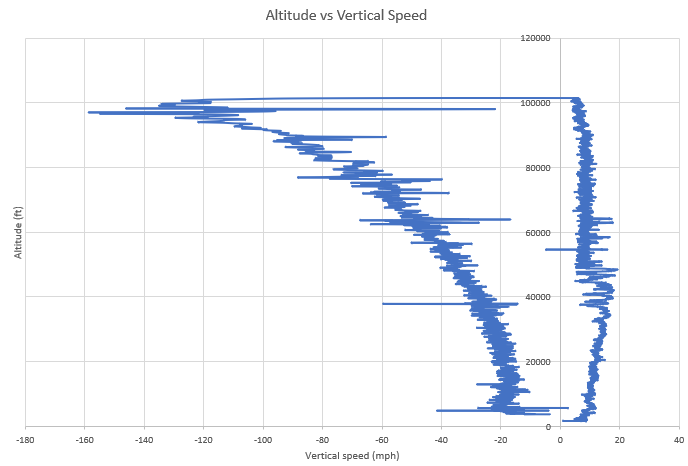 Altitude vs Vertical Speed
120000
100000
80000
60000
40000
20000
0
Altitude (ft)
-180 -160 -140 -120 -100 -80 -60 -40 -20 0 20 40
Vertical speed (mph)